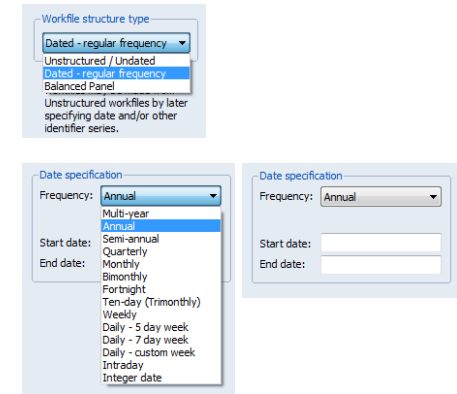 Workfile structure type
Dated - regular frequency
Unstructured / Undated
Dated - regular frequency
Balanced Panel
Unstructured workfiles by later
specifying date and/or other
identifier series.
Date specification
Frequency: Annual
Multi-year
Annual
Semi-annual
Quarterly
Monthly
Bimonthly
Fortnight
Ten-day (Trimonthly)
Weekly
Daily - 5 day week
Daily - 7 day week
Daily - custom week
Intraday
Integer date
Start date:
End date:
Date specification
Frequency: Annual
Start date:
End date: